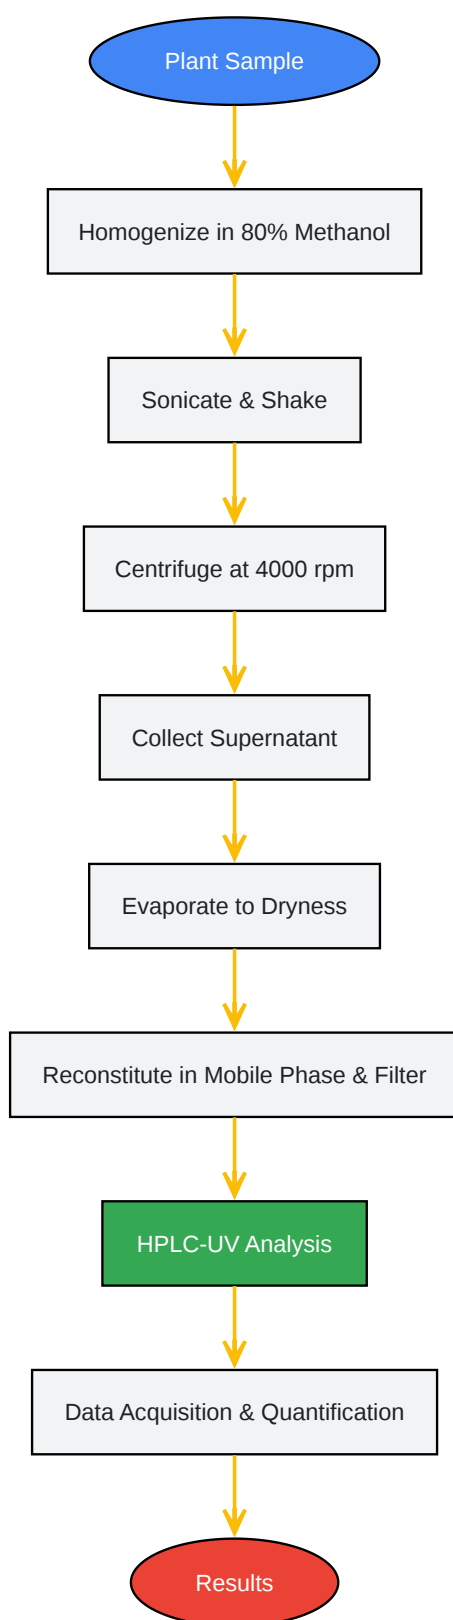 Plant Sample
Homogenize in 80% Methanol
Sonicate & Shake
Centrifuge at 4000 rpm
Collect Supernatant
Evaporate to Dryness
Reconstitute in Mobile Phase & Filter
HPLC-UV Analysis
Data Acquisition & Quantification
Results